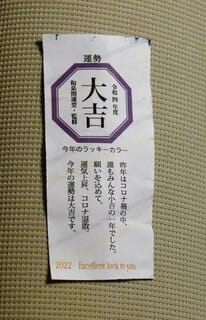 運勢
令和四年度
大吉
和泉開運堂・監修
今年のラッキーカラー
昨年はコロナ禍の中、
誰もみんな小吉の一年でした。
願いを込めて、
運気上昇、コロナ退散。
今年の運勢は大吉です。
2022 Excellent luck to you.